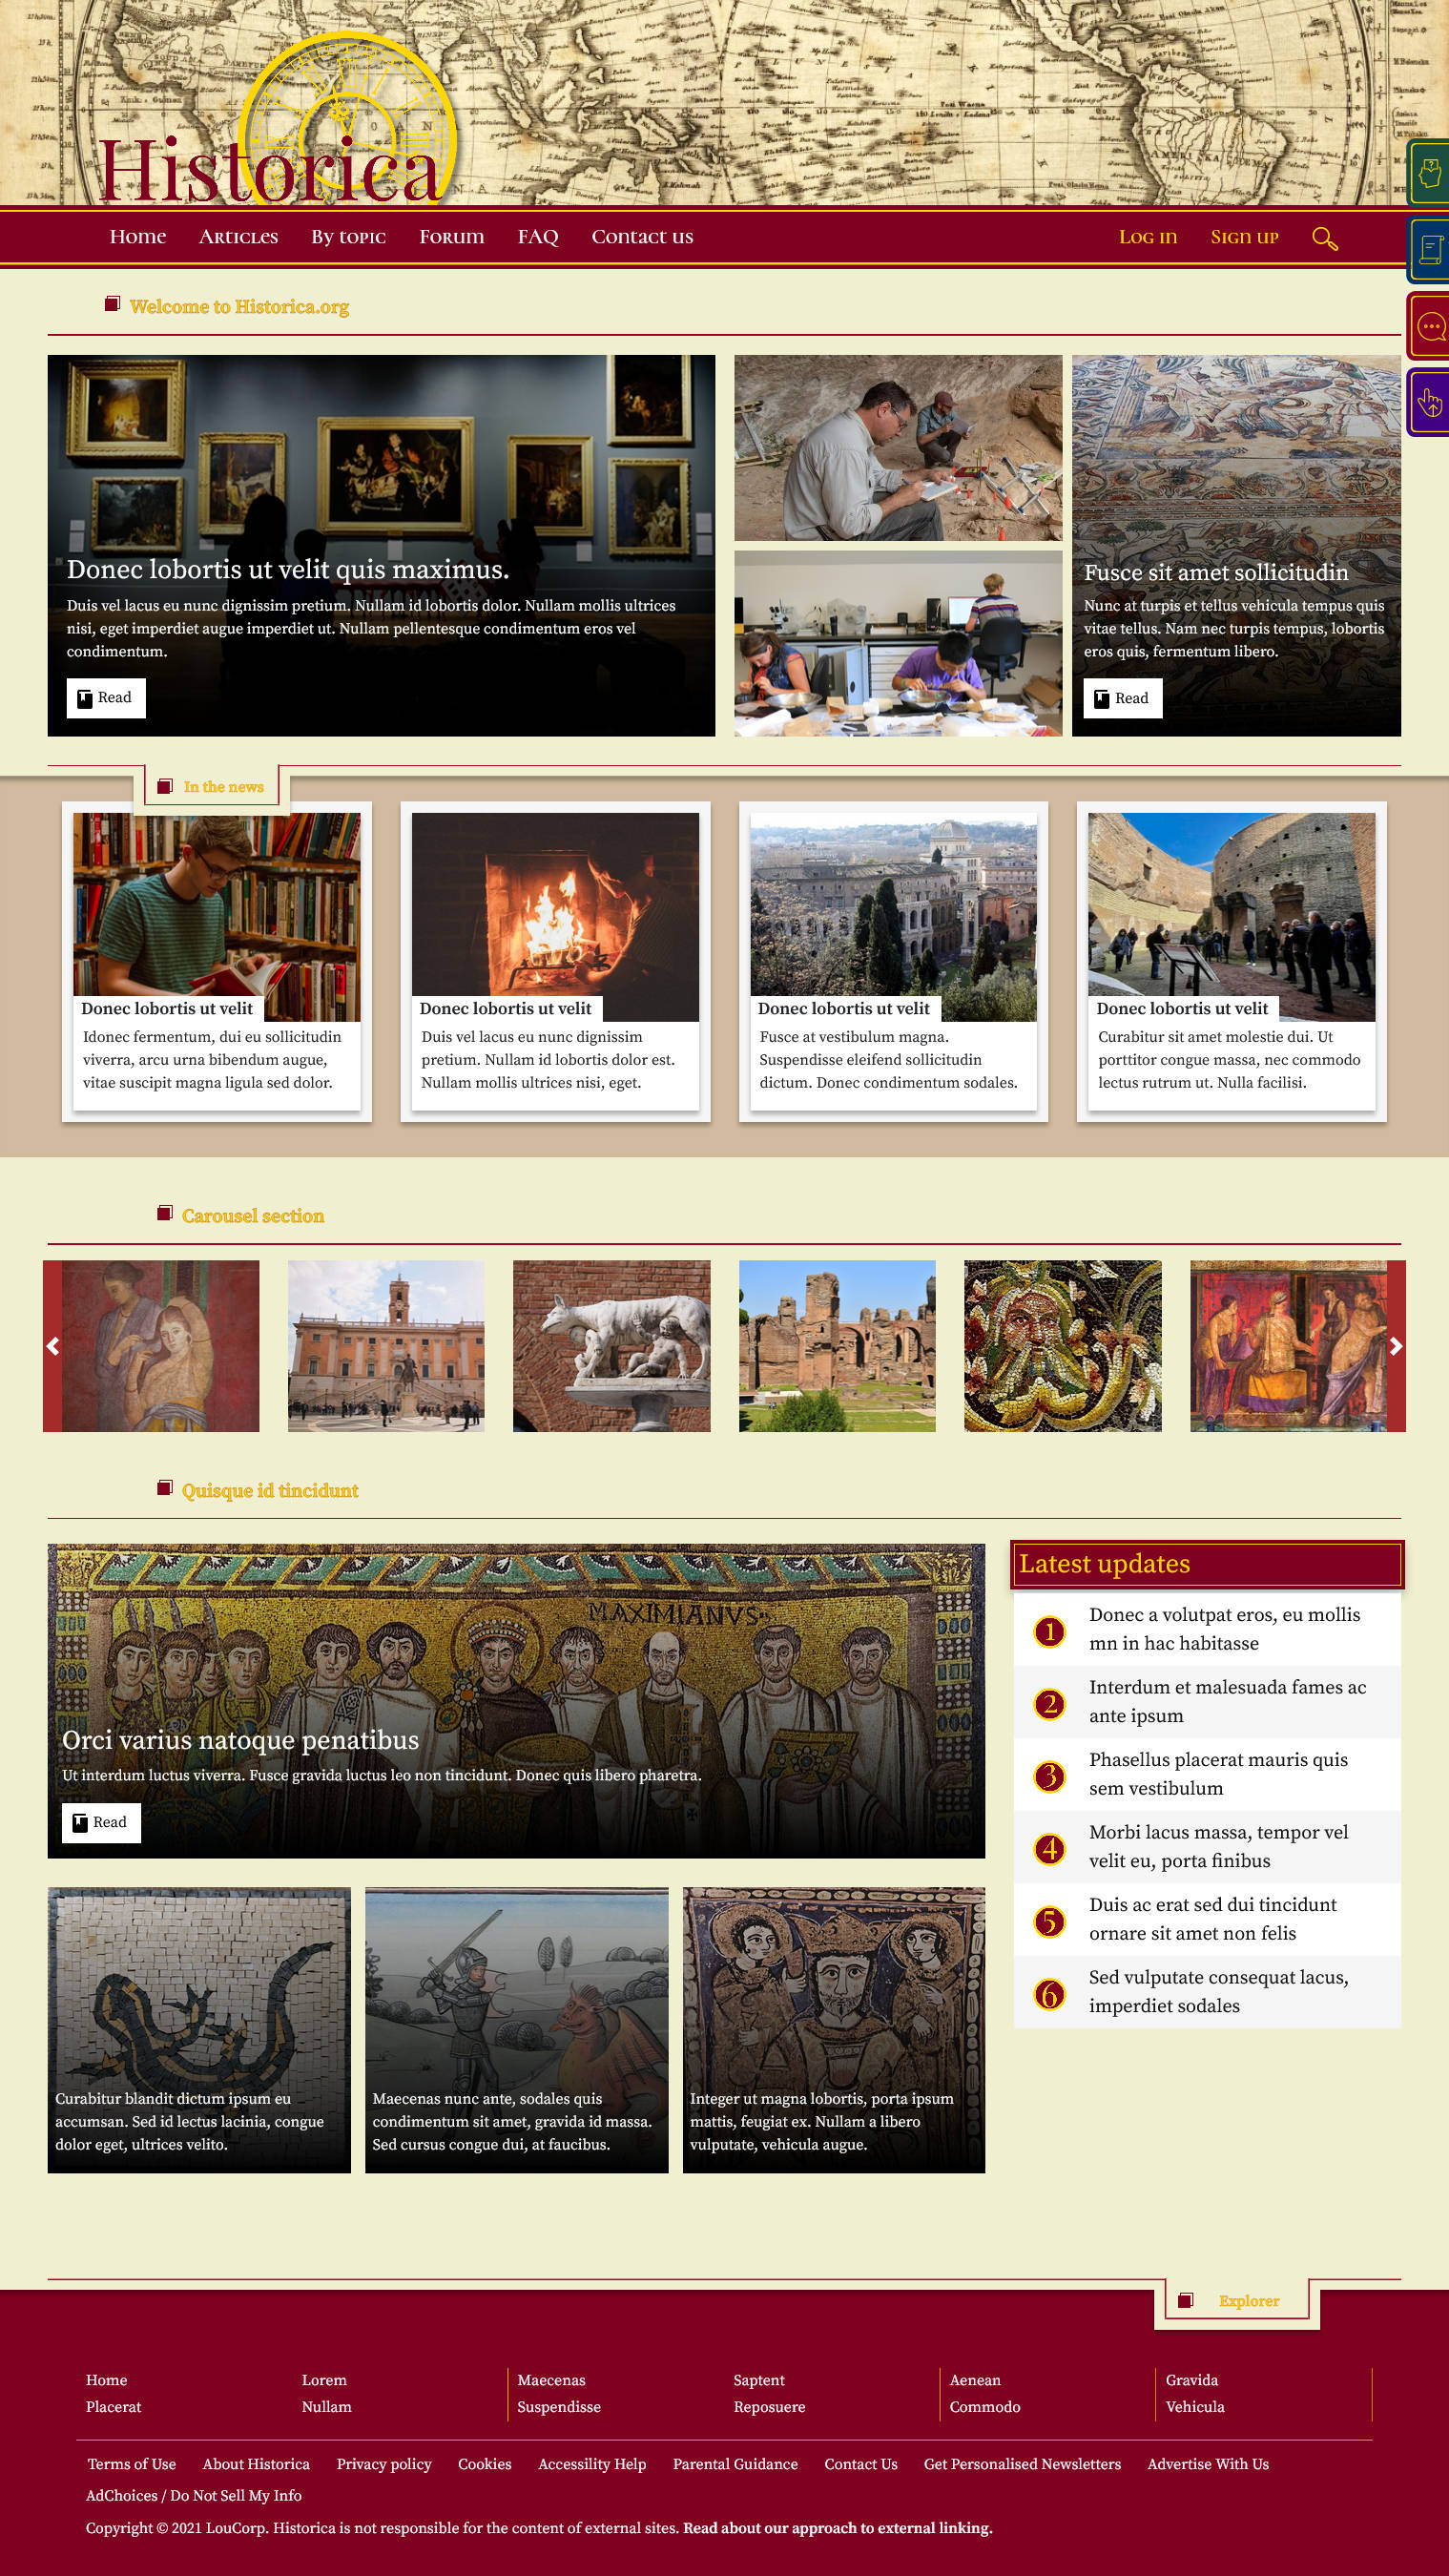 Historica
Home Articles By topic Forum FAQ Contact us Log in Sign up
Welcome to Historica.org
Donec lobortis ut velit quis maximus.
Duis vel lacus eu nunc dignissim pretium. Nullam id lobortis dolor. Nullam mollis ultrices
nisi, eget imperdiet augue imperdiet ut. Nullam pellentesque condimentum eros vel
condimentum.
Read
Fusce sit amet sollicitudin
Nunc at turpis et tellus vehicula tempus quis
vitae tellus. Nam nec turpis tempus, lobortis
eros quis, fermentum libero.
Read
In the news
Donec lobortis ut velit
Idonec fermentum, dui eu sollicitudin
viverra, arcu urna bibendum augue,
vitae suscipit magna ligula sed dolor.
Donec lobortis ut velit
Duis vel lacus eu nunc dignissim
pretium. Nullam id lobortis dolor est.
Nullam mollis ultrices nisi, eget.
Donec lobortis ut velit
Fusce at vestibulum magna.
Suspendisse eleifend sollicitudin
dictum. Donec condimentum sodales.
Donec lobortis ut velit
Curabitur sit amet molestie dui. Ut
porttitor congue massa, nec commodo
lectus rutrum ut. Nulla facilisi.
Carousel section
Quisque id tincidunt
MAXIMIANVS
Orci varius natoque penatibus
Ut interdum luctus viverra. Fusce gravida luctus leo non tincidunt. Donec quis libero pharetra.
Read
Curabitur blandit dictum ipsum eu
accumsan. Sed id lectus lacinia, congue
dolor eget, ultrices velito.
Maecenas nunc ante, sodales quis
condimentum sit amet, gravida id massa.
Sed cursus congue dui, at faucibus.
Integer ut magna lobortis, porta ipsum
mattis, feugiat ex. Nullam a libero
vulputate, vehicula augue.
Latest updates
1 Donec a volutpat eros, eu mollis
mn in hac habitasse
2 Interdum et malesuada fames ac
ante ipsum
3 Phasellus placerat mauris quis
sem vestibulum
4 Morbi lacus massa, tempor vel
velit eu, porta finibus
5 Duis ac erat sed dui tincidunt
ornare sit amet non felis
6 Sed vulputate consequat lacus,
imperdiet sodales
Explorer
Home Lorem Maecenas Saptent Aenean Gravida
Placerat Nullam Suspendisse Reposuere Commodo Vehicula
Terms of Use About Historica Privacy policy Cookies Accessibility Help Parental Guidance Contact Us Get Personalised Newsletters Advertise With Us
AdChoices / Do Not Sell My Info
Copyright © 2021 LouCorp. Historica is not responsible for the content of external sites. Read about our approach to external linking.